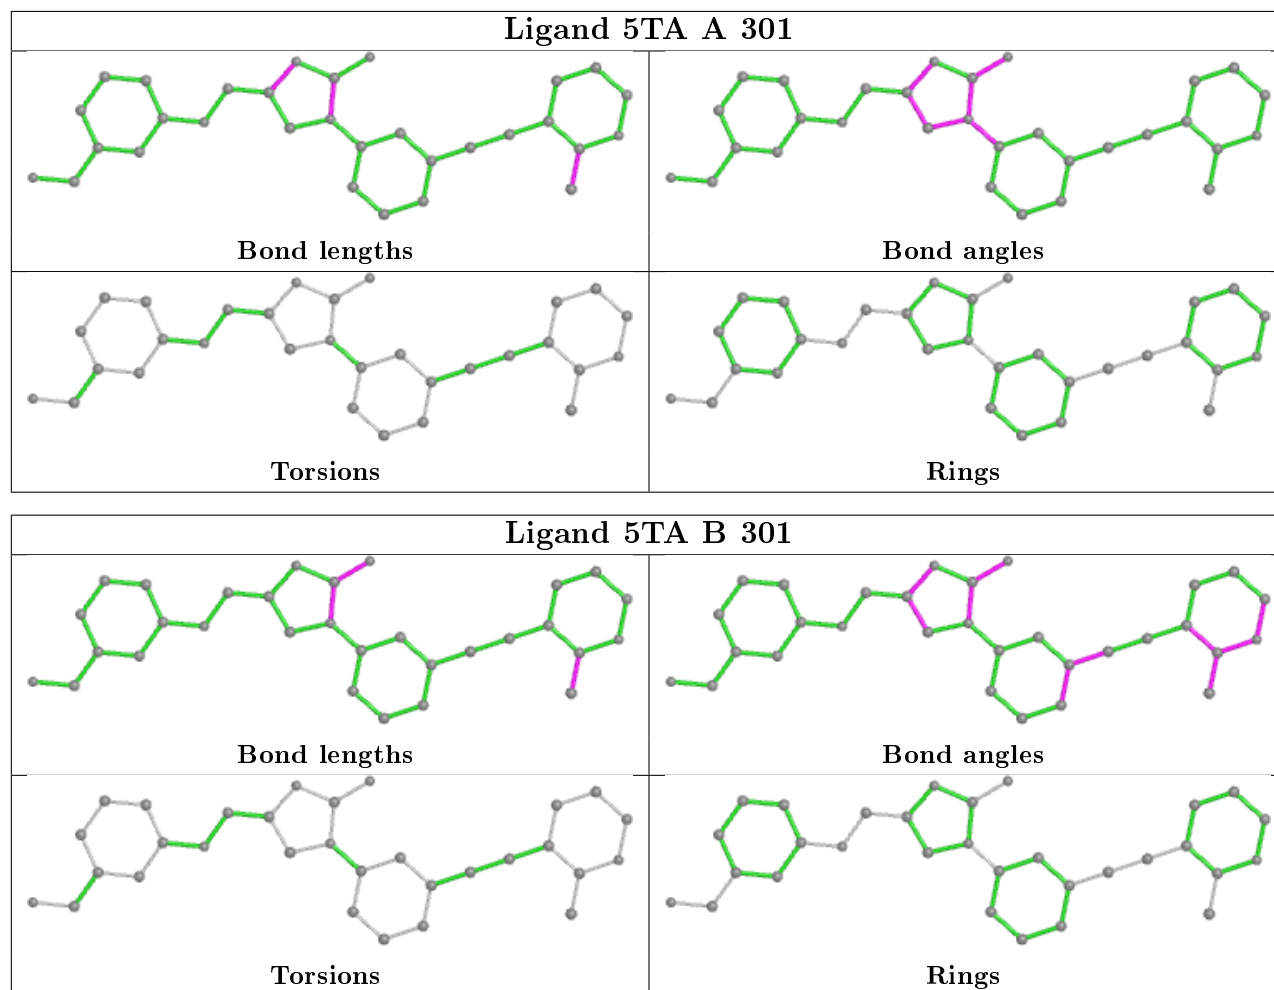 Ligand 5TA A 301
Bond lengths
Bond angles
Torsions
Rings
Ligand 5TA B 301
Bond lengths
Bond angles
Torsions
Rings